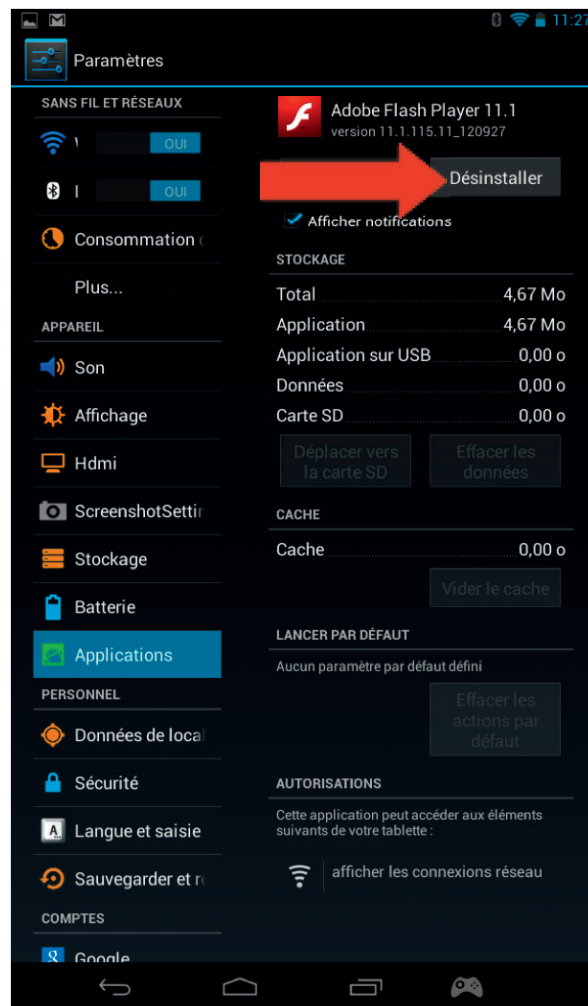 11:27
Paramètres
SANS FIL ET RÉSEAUX
OUI
OUI
Consommation
Plus...
APPAREIL
Son
Affichage
Hdmi
ScreenshotSettir
Stockage
Batterie
Applications
PERSONNEL
Données de local
Sécurité
Langue et saisie
Sauvegarder et re
COMPTES
Google
Adobe Flash Player 11.1
version 11.1.115.11_120927
Désinstaller
Afficher notifications
STOCKAGE
Total 4,67 Mo
Application 4,67 Mo
Application sur USB 0,00 o
Données 0,00 o
Carte SD 0,00 o
Déplacer vers
la carte SD
Effacer les
données
CACHE
Cache 0,00 o
Vider le cache
LANCER PAR DÉFAUT
Aucun paramètre par défaut défini
Effacer les
actions par
défaut
AUTORISATIONS
Cette application peut accéder aux éléments
suivants de votre tablette :
afficher les connexions réseau